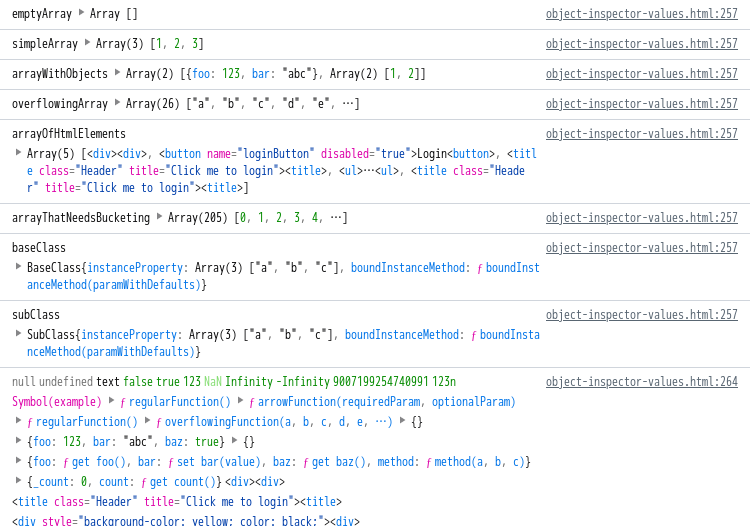 emptyArray ▶ Array [] object-inspector-values.html:257
simpleArray ▶ Array(3) [1, 2, 3] object-inspector-values.html:257
arrayWithObjects ▶ Array(2) [{foo: 123, bar: "abc"}, Array(2) [1, 2]] object-inspector-values.html:257
overflowingArray ▶ Array(26) ["a", "b", "c", "d", "e", …] object-inspector-values.html:257
arrayOfHtmlElements object-inspector-values.html:257
▶ Array(5) [<div><div>, <button name="loginButton" disabled="true">Login<button>, <titl
e class="Header" title="Click me to login"><title>, <ul>…<ul>, <title class="Heade
r" title="Click me to login"><title>]
arrayThatNeedsBucketing ▶ Array(205) [0, 1, 2, 3, 4, …] object-inspector-values.html:257
baseClass object-inspector-values.html:257
▶ BaseClass{instanceProperty: Array(3) ["a", "b", "c"], boundInstanceMethod: ƒ boundInst
anceMethod(paramWithDefaults)}
subClass object-inspector-values.html:257
▶ SubClass{instanceProperty: Array(3) ["a", "b", "c"], boundInstanceMethod: ƒ boundInsta
nceMethod(paramWithDefaults)}
null undefined text false true 123 NaN Infinity -Infinity 9007199254740991 123n object-inspector-values.html:264
Symbol(example) ▶ ƒ regularFunction() ▶ ƒ arrowFunction(requiredParam, optionalParam)
▶ ƒ regularFunction() ▶ ƒ overflowingFunction(a, b, c, d, e, …) ▶ {}
▶ {foo: 123, bar: "abc", baz: true} ▶ {}
▶ {foo: ƒ get foo(), bar: ƒ set bar(value), baz: ƒ get baz(), method: ƒ method(a, b, c)}
▶ {_count: 0, count: ƒ get count()} <div><div>
<title class="Header" title="Click me to login"><title>
<div style="background-color: yellow; color: black;"><div>